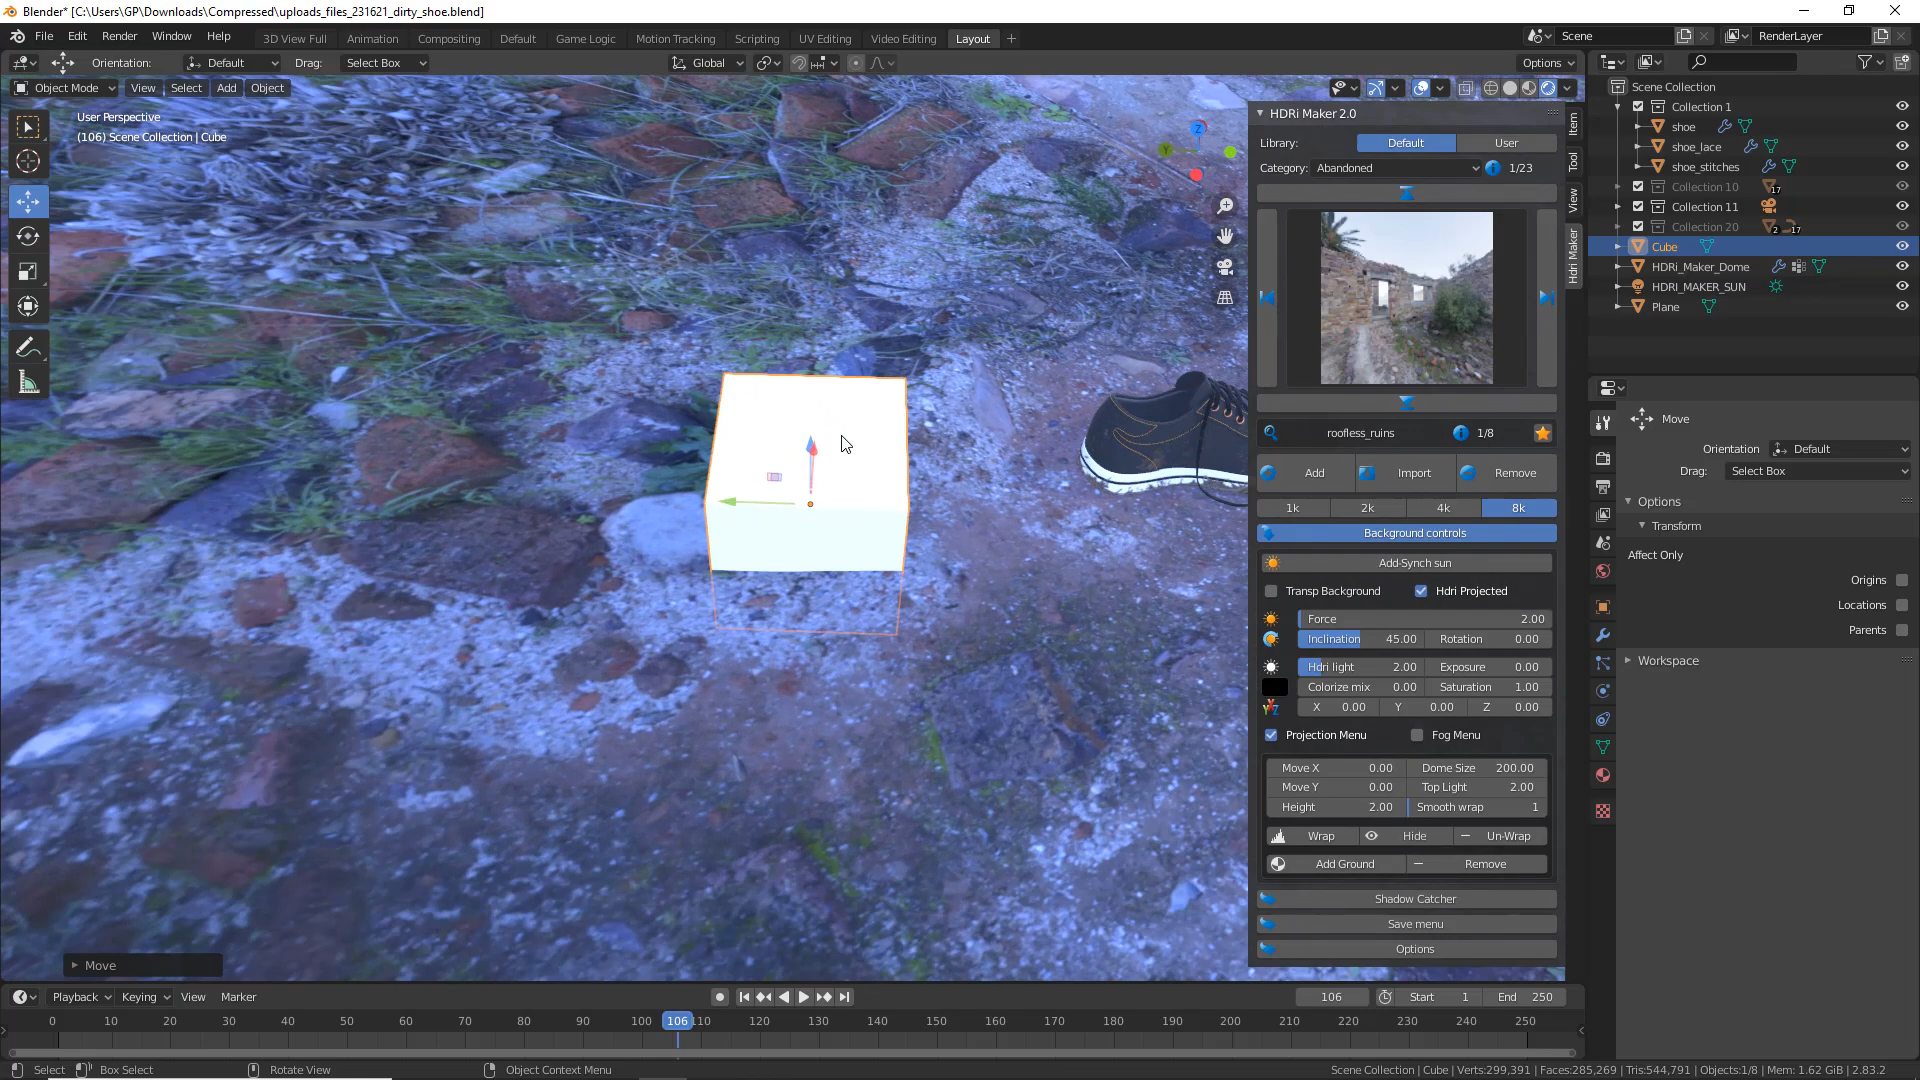 Blender* [C:\Users\GP\Downloads\Compressed\uploads_files_231621_dirty_shoe.blend]
File Edit Render Window Help 3D View Full Animation Compositing Default Game Logic Motion Tracking Scripting UV Editing Video Editing Layout Scene RenderLayer
Orientation: Default Drag: Select Box Global Options
Object Mode View Select Add Object
User Perspective
(106) Scene Collection | Cube
Z
Y
HDRi Maker 2.0
Library: Default User
Category: Abandoned 1/23
roofless_ruins 1/8
Add Import Remove
1k 2k 4k 8k
Background controls
Add-Synch sun
Transp Background Hdri Projected
Force 2.00
Inclination 45.00 Rotation 0.00
Hdri light 2.00 Exposure 0.00
Colorize mix 0.00 Saturation 1.00
X 0.00 Y 0.00 Z 0.00
Projection Menu Fog Menu
Move X 0.00 Dome Size 200.00
Move Y 0.00 Top Light 2.00
Height 2.00 Smooth wrap 1
Wrap Hide Un-Wrap
Add Ground Remove
Shadow Catcher
Save menu
Options
Item
Tool
View
Hdri Maker
Scene Collection
Collection 1
shoe
shoe_lace
shoe_stitches
Collection 10 17
Collection 11
Collection 20 2 17
Cube
HDRi_Maker_Dome
HDRI_MAKER_SUN
Plane
Move
Orientation Default
Drag: Select Box
Options
Transform
Affect Only
Origins
Locations
Parents
Workspace
Move
Playback Keying View Marker 106 Start 1 End 250
0 10 20 30 40 50 60 70 80 90 100 106 110 120 130 140 150 160 170 180 190 200 210 220 230 240 250
Select Box Select Rotate View Object Context Menu Scene Collection | Cube | Verts:299,391 | Faces:285,269 | Tris:544,791 | Objects:1/8 | Mem: 1.62 GiB | 2.83.2